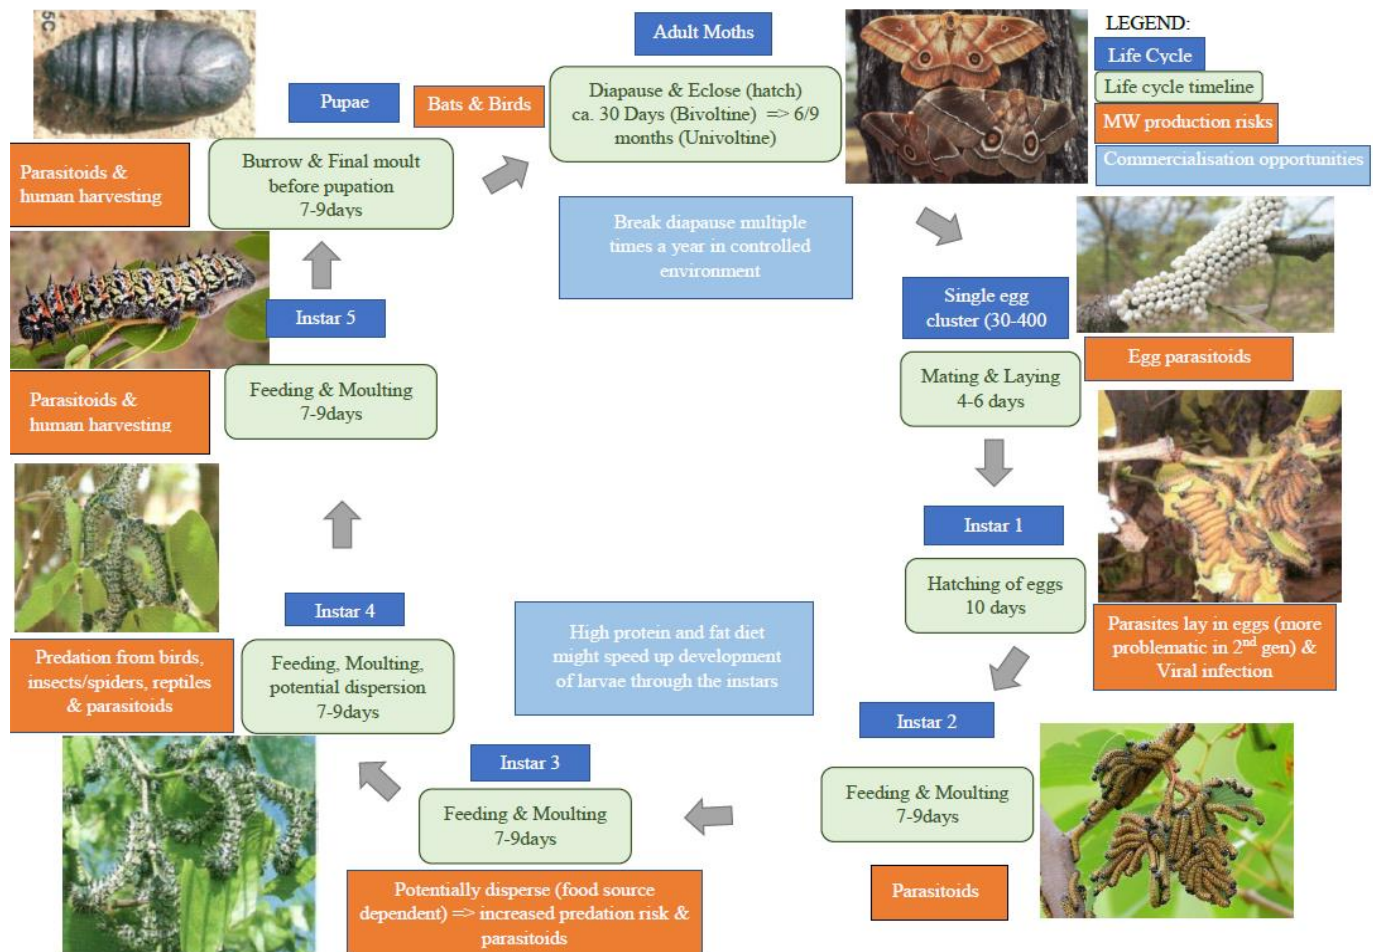 5C
Adult Moths
LEGEND:
Life Cycle
Life cycle timeline
MW production risks
Commercialisation opportunities
Diapause & Eclose (hatch)
ca. 30 Days (Bivoltine) => 6/9
months (Univoltine)
Pupae
Bats & Birds
Burrow & Final moult
before pupation
7-9days
Parasitoids &
human harvesting
Break diapause multiple
times a year in controlled
environment
Single egg
cluster (30-400
Egg parasitoids
Mating & Laying
4-6 days
Instar 5
Feeding & Moulting
7-9days
Parasitoids &
human harvesting
Instar 1
Hatching of eggs
10 days
Parasites lay in eggs (more
problematic in
2nd gen) &
Viral infection
Instar 4
Feeding, Moulting,
potential dispersion
7-9days
Predation from birds,
insects/spiders, reptiles
& parasitoids
High protein and fat diet
might speed up development
of larvae through the instars
Instar 2
Feeding & Moulting
7-9days
Parasitoids
Instar 3
Feeding & Moulting
7-9days
Potentially disperse (food source
dependent) => increased predation risk &
parasitoids